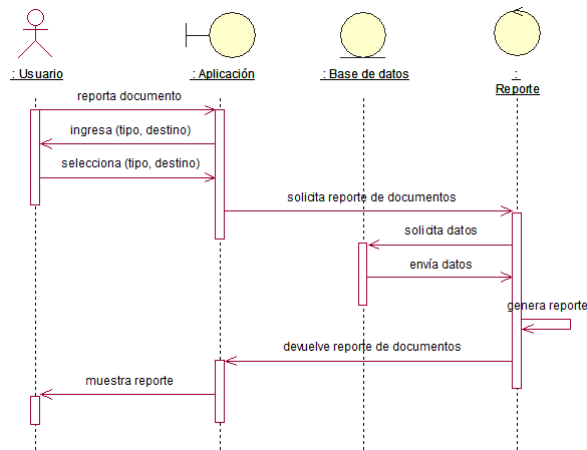 : Usuario
: Aplicación
: Base de datos
:
Reporte
reporta documento
ingresa (tipo, destino)
selecciona (tipo, destino)
solicita reporte de documentos
solicita datos
envía datos
genera reporte
devuelve reporte de documentos
muestra reporte